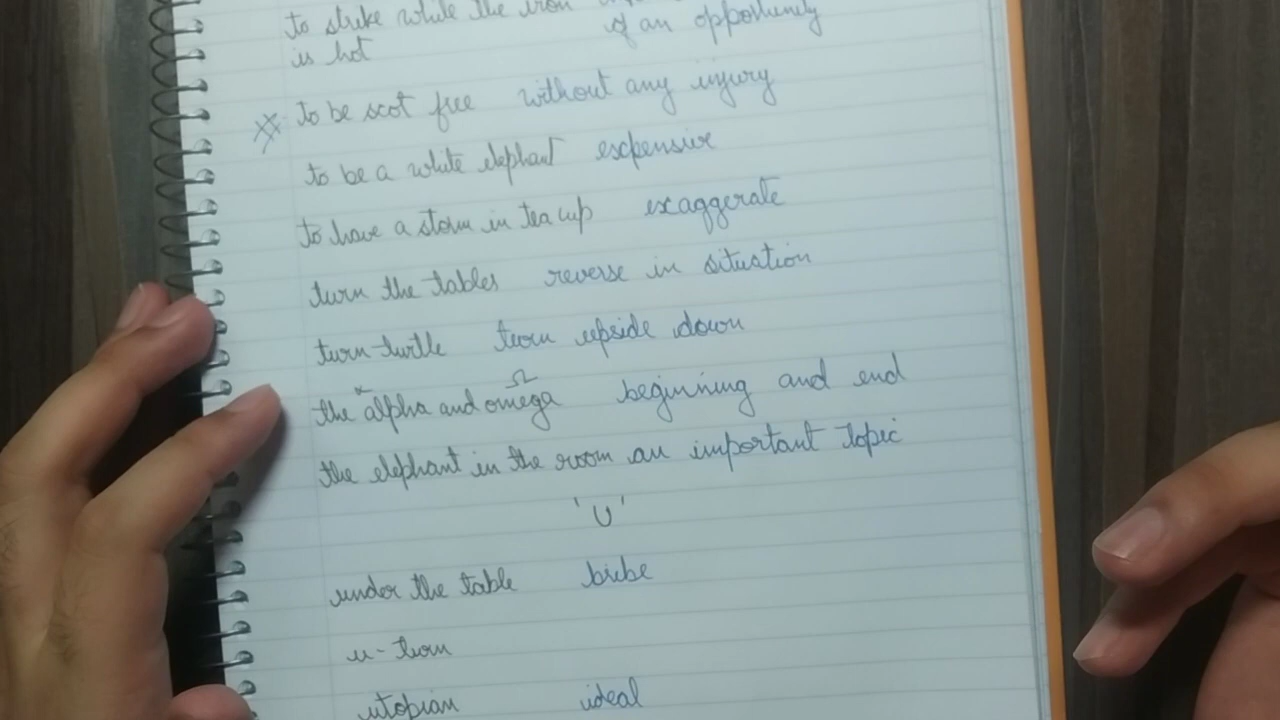 to strike while the iron
of an opportunity
is hot
to be scot free without any injury
to be a white elephant expensive
to have a storm in tea cup exaggerate
turn the tables reverse in situation
turn turtle turn upside down
Ω
the alpha and omega beginning and end
the elephant in the room an important topic
'U'
under the table bribe
u-turn
utopian ideal